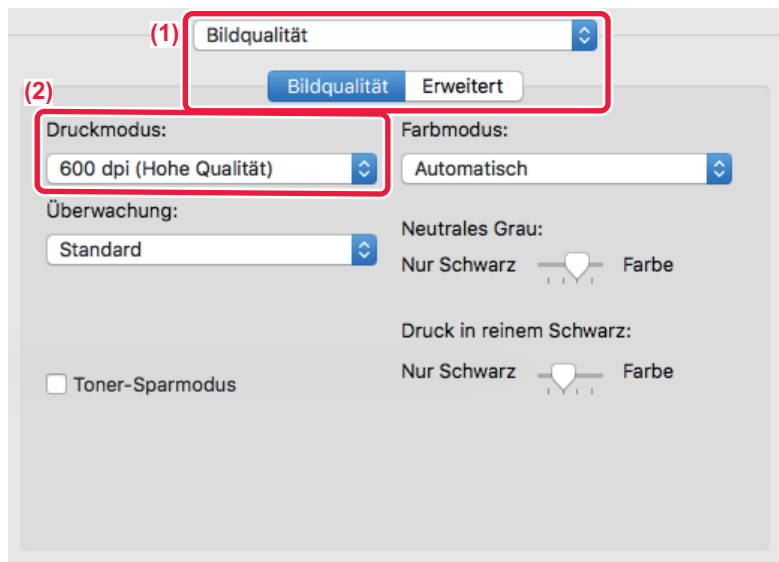 (1)
Bildqualität
Bildqualität Erweitert
(2)
Druckmodus:
600 dpi (Hohe Qualität)
Überwachung:
Standard
Toner-Sparmodus
Farbmodus:
Automatisch
Neutrales Grau:
Nur Schwarz Farbe
Druck in reinem Schwarz:
Nur Schwarz Farbe